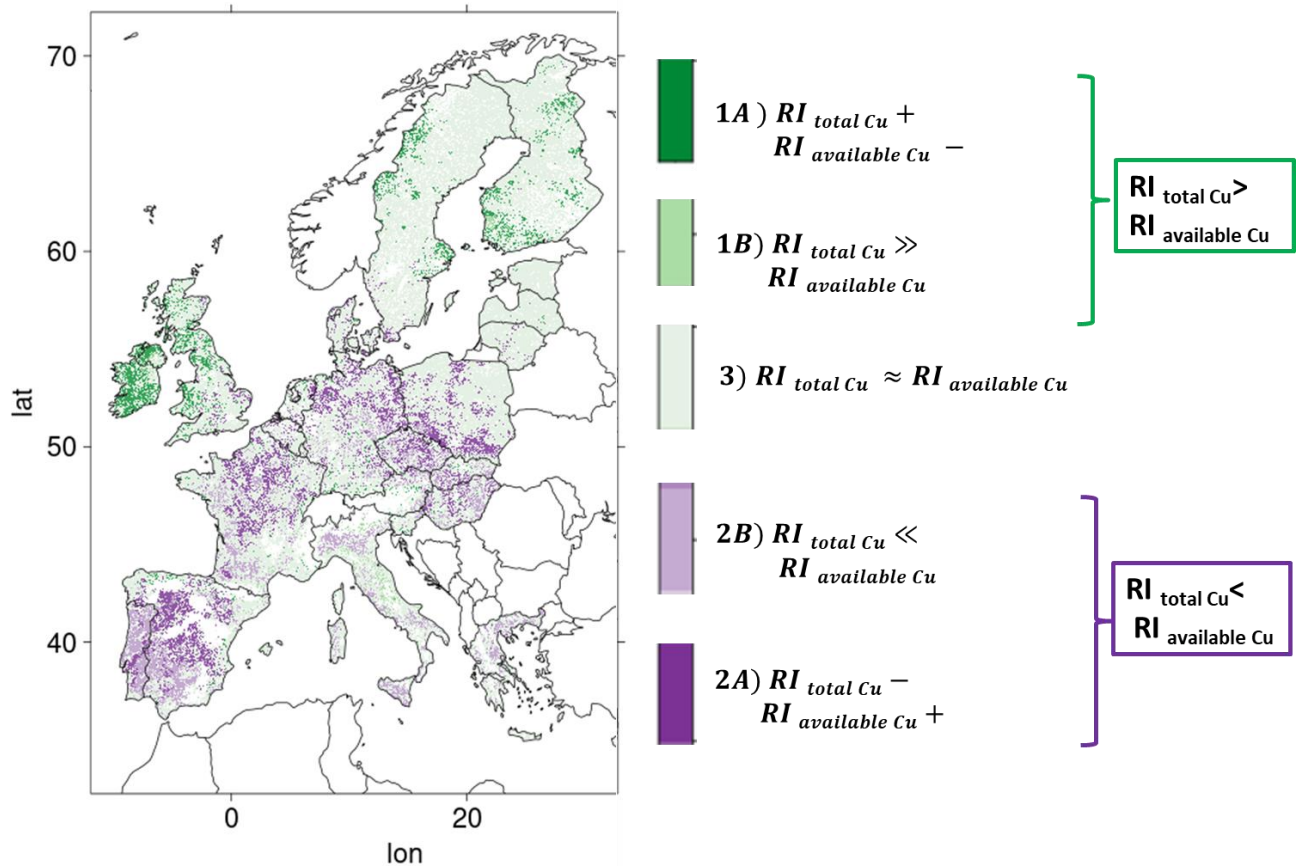 70
60
50
40
lat
0
20
lon
1A ) RI total Cu +
RI available Cu −
1B ) RI total Cu ≫
RI available Cu
3) RI total Cu ≈ RI available Cu
2B ) RI total Cu ≪
RI available Cu
2A ) RI total Cu −
RI available Cu +
RI total Cu >
RI available Cu
RI total Cu <
RI available Cu